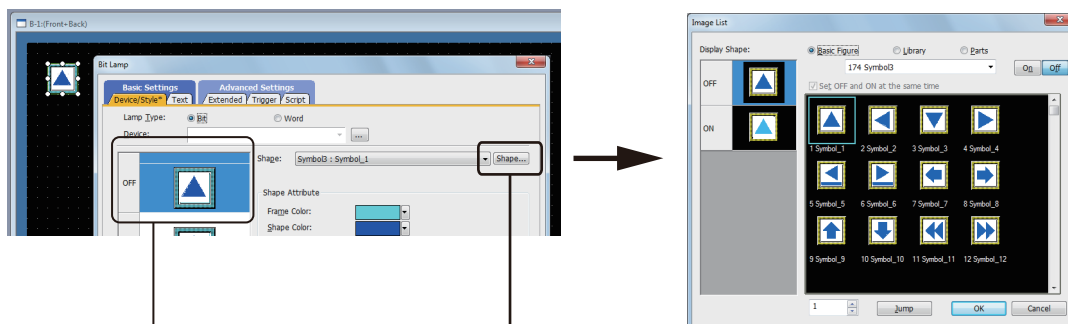 B-1:(Front+Back)
Bit Lamp
Basic Settings Advanced Settings
Device/Style* Text Extended Trigger Script
Lamp Type: Bit Word
Device: ...
Shape: Symbol3 : Symbol_1 Shape...
OFF
Shape Attribute
Frame Color:
Shape Color:
Image List
Display Shape: Basic Figure Library Parts
174 Symbol3 On Off
Set OFF and ON at the same time
OFF
ON
1 Symbol_1 2 Symbol_2 3 Symbol_3 4 Symbol_4
5 Symbol_5 6 Symbol_6 7 Symbol_7 8 Symbol_8
9 Symbol_9 10 Symbol_10 11 Symbol_11 12 Symbol_12
1 Jump OK Cancel